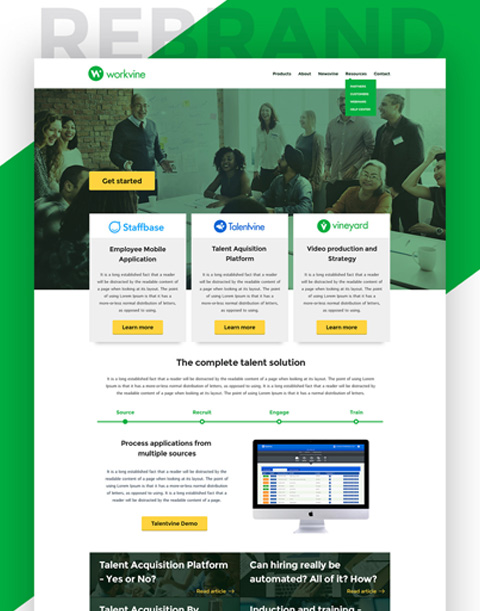 REBRAND
workvine
Products About Newsvine Resources Contact
PARTNERS
CUSTOMERS
WEBINARS
HELP CENTER
Get started
Staffbase Talentvine vineyard
Employee Mobile
Application
Talent Aquisition
Platform
Video production and
Strategy
It is a long established fact that a reader
will be distracted by the readable content
of a page when looking at its layout. The point
of using Lorem Ipsum is that it has a
more-or-less normal distribution of letters,
as opposed to using.
It is a long established fact that a reader
will be distracted by the readable content
of a page when looking at its layout. The point
of using Lorem Ipsum is that it has a
more-or-less normal distribution of letters,
as opposed to using.
It is a long established fact that a reader
will be distracted by the readable content
of a page when looking at its layout. The point
of using Lorem Ipsum is that it has a
more-or-less normal distribution of letters,
as opposed to using.
Learn more Learn more Learn more
The complete talent solution
It is a long established fact that a reader will be distracted by the readable content of a page when looking at its layout. The point of using Lorem
Ipsum is that it has a more-or-less normal distribution of letters, as opposed to using. It is a long established fact that a reader will be
distracted by the readable content of a page when looking at its layout. The point of using Lorem Ipsum is that it has a
more-or-less normal distribution of letters.
Source Recruit Engage Train
Process applications from
multiple sources
It is a long established fact that a reader
will be distracted by the readable
content of a page when looking at its
layout. The point of using Lorem Ipsum
is that it has a more-or-less normal
distribution of letters, as opposed to
using. It is a long established fact that a
reader will be distracted.
Talentvine Demo
Talent Acquisition Platform
- Yes or No?
Read article
Can hiring really be
automated? All of it? How?
Read article
Talent Acquisition By
Induction and training -